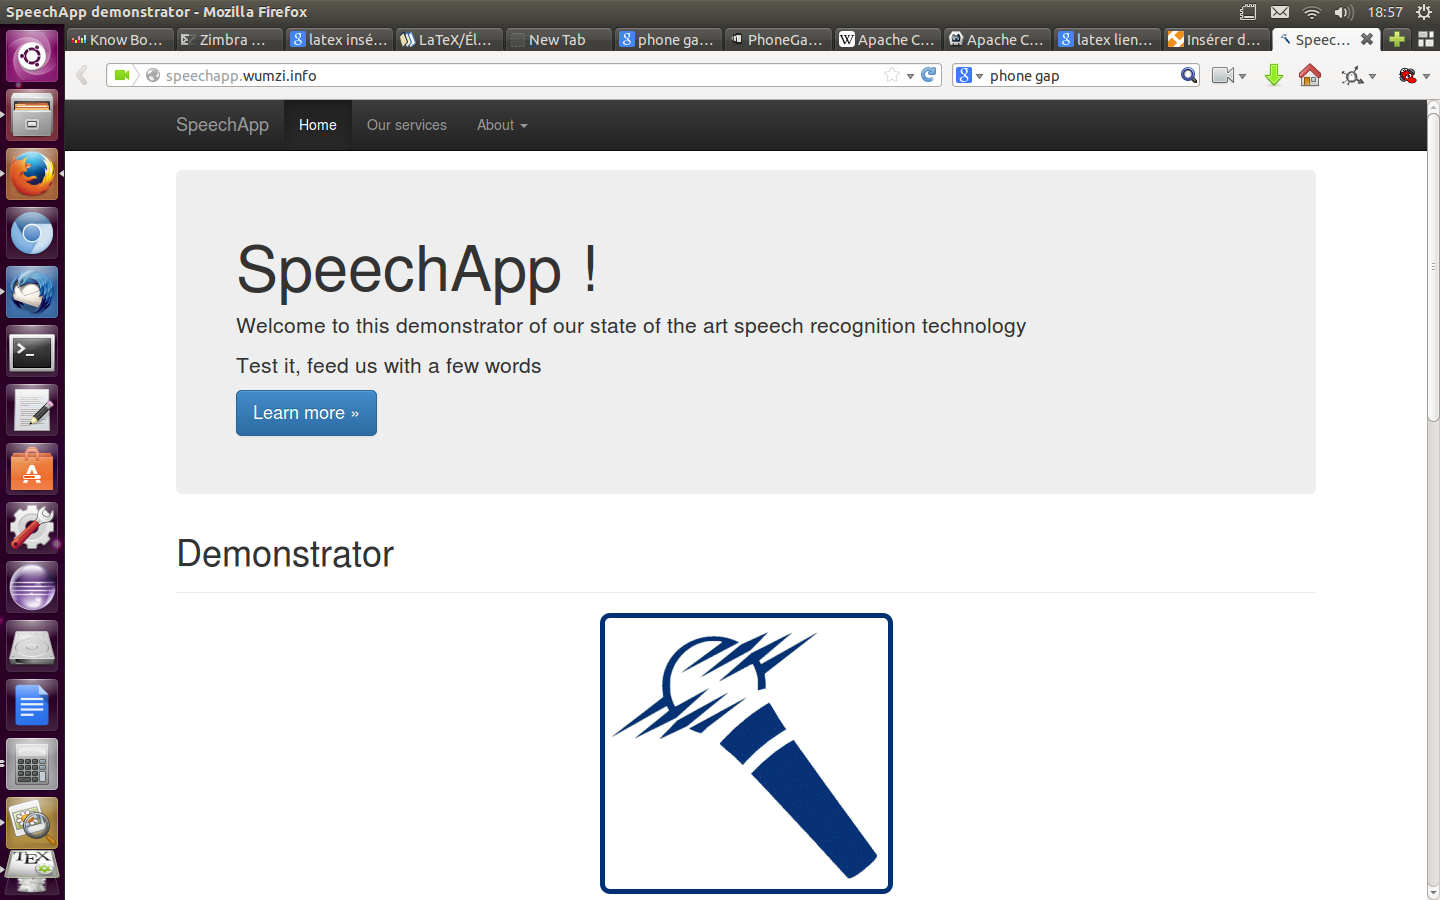 SpeechApp demonstrator - Mozilla Firefox
18:57
Know Bo...
Zimbra ...
latex insé...
LaTeX/Él...
New Tab
phone ga...
PhoneGa...
Apache C...
Apache C...
latex lien...
Insérer d...
Speec...
speechapp.wumzi.info
phone gap
SpeechApp
Home
Our services
About
SpeechApp !
Welcome to this demonstrator of our state of the art speech recognition technology
Test it, feed us with a few words
Learn more »
Demonstrator
TEX